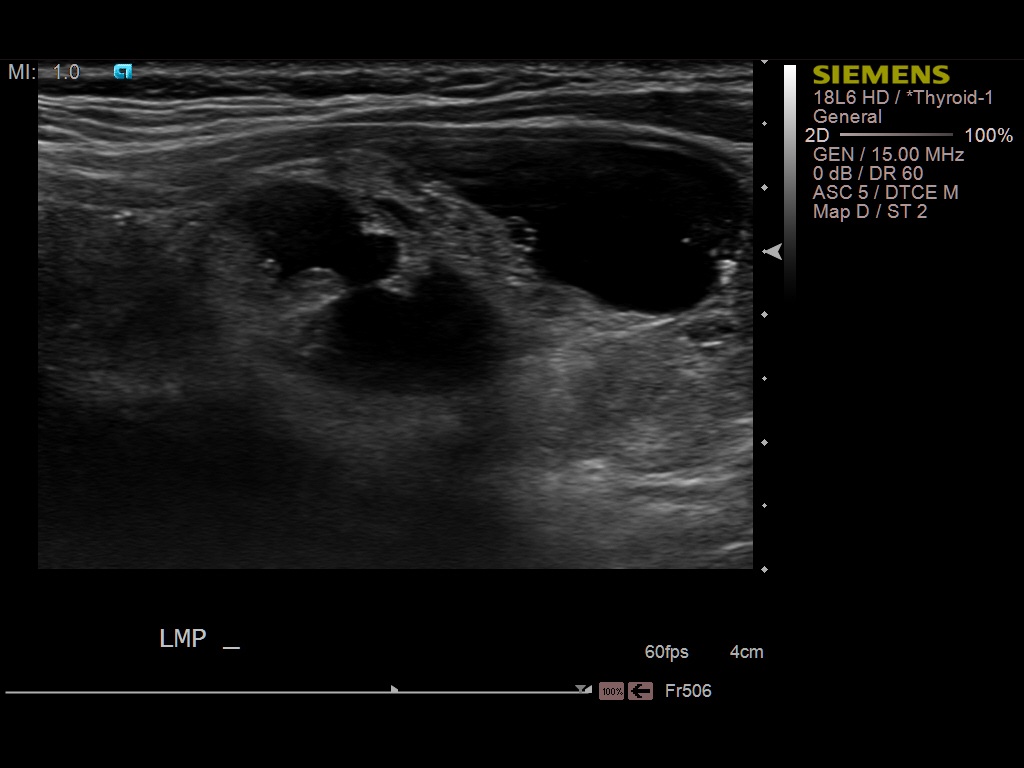 MI: 1.0
SIEMENS
18L6 HD / *Thyroid-1
General
2D 100%
GEN / 15.00 MHz
0 dB / DR 60
ASC 5 / DTCE M
Map D / ST 2
LMP _
60fps 4cm
100% Fr506